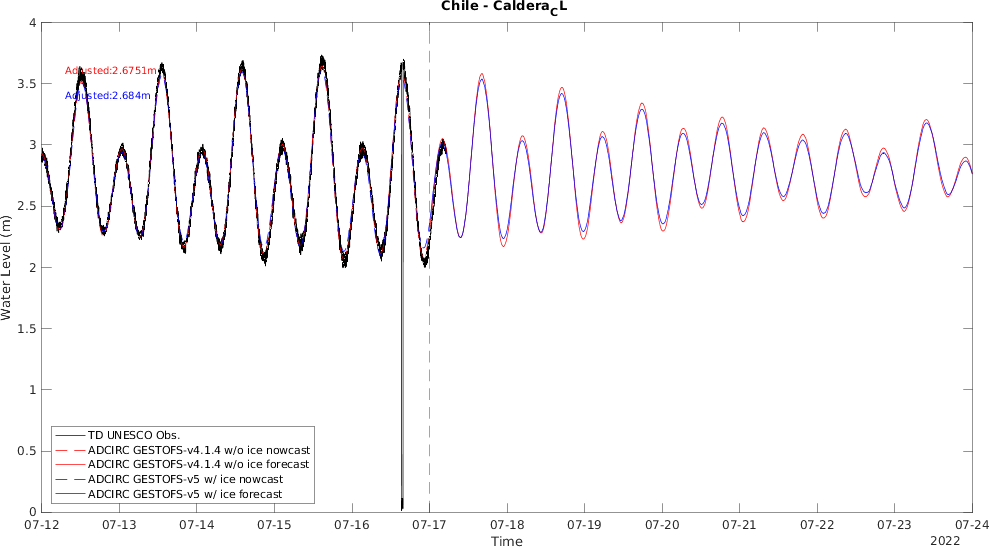 Chile - Caldera_CL
4
3.5
3
2.5
2
1.5
1
0.5
0
Water Level (m)
Adjusted:2.6751m
Adjusted:2.684m
TD UNESCO Obs.
ADCIRC GESTOFS-v4.1.4 w/o ice nowcast
ADCIRC GESTOFS-v4.1.4 w/o ice forecast
ADCIRC GESTOFS-v5 w/ ice nowcast
ADCIRC GESTOFS-v5 w/ ice forecast
07-12 07-13 07-14 07-15 07-16 07-17 07-18 07-19 07-20 07-21 07-22 07-23 07-24
Time
2022